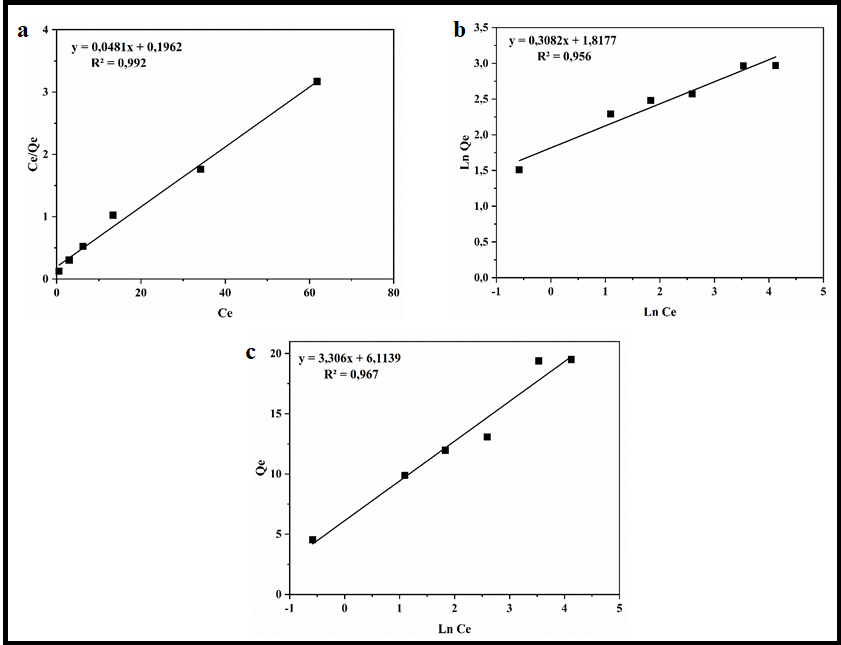 a
y = 0,0481x + 0,1962
R² = 0,992
4
3
2
1
0
Ce/Qe
0 20 40 60 80
Ce
b
y = 0,3082x + 1,8177
R² = 0,956
3,5
3,0
2,5
2,0
1,5
1,0
0,5
0,0
Ln Qe
-1 0 1 2 3 4 5
Ln Ce
c
y = 3,306x + 6,1139
R² = 0,967
20
15
10
5
0
Qe
-1 0 1 2 3 4 5
Ln Ce